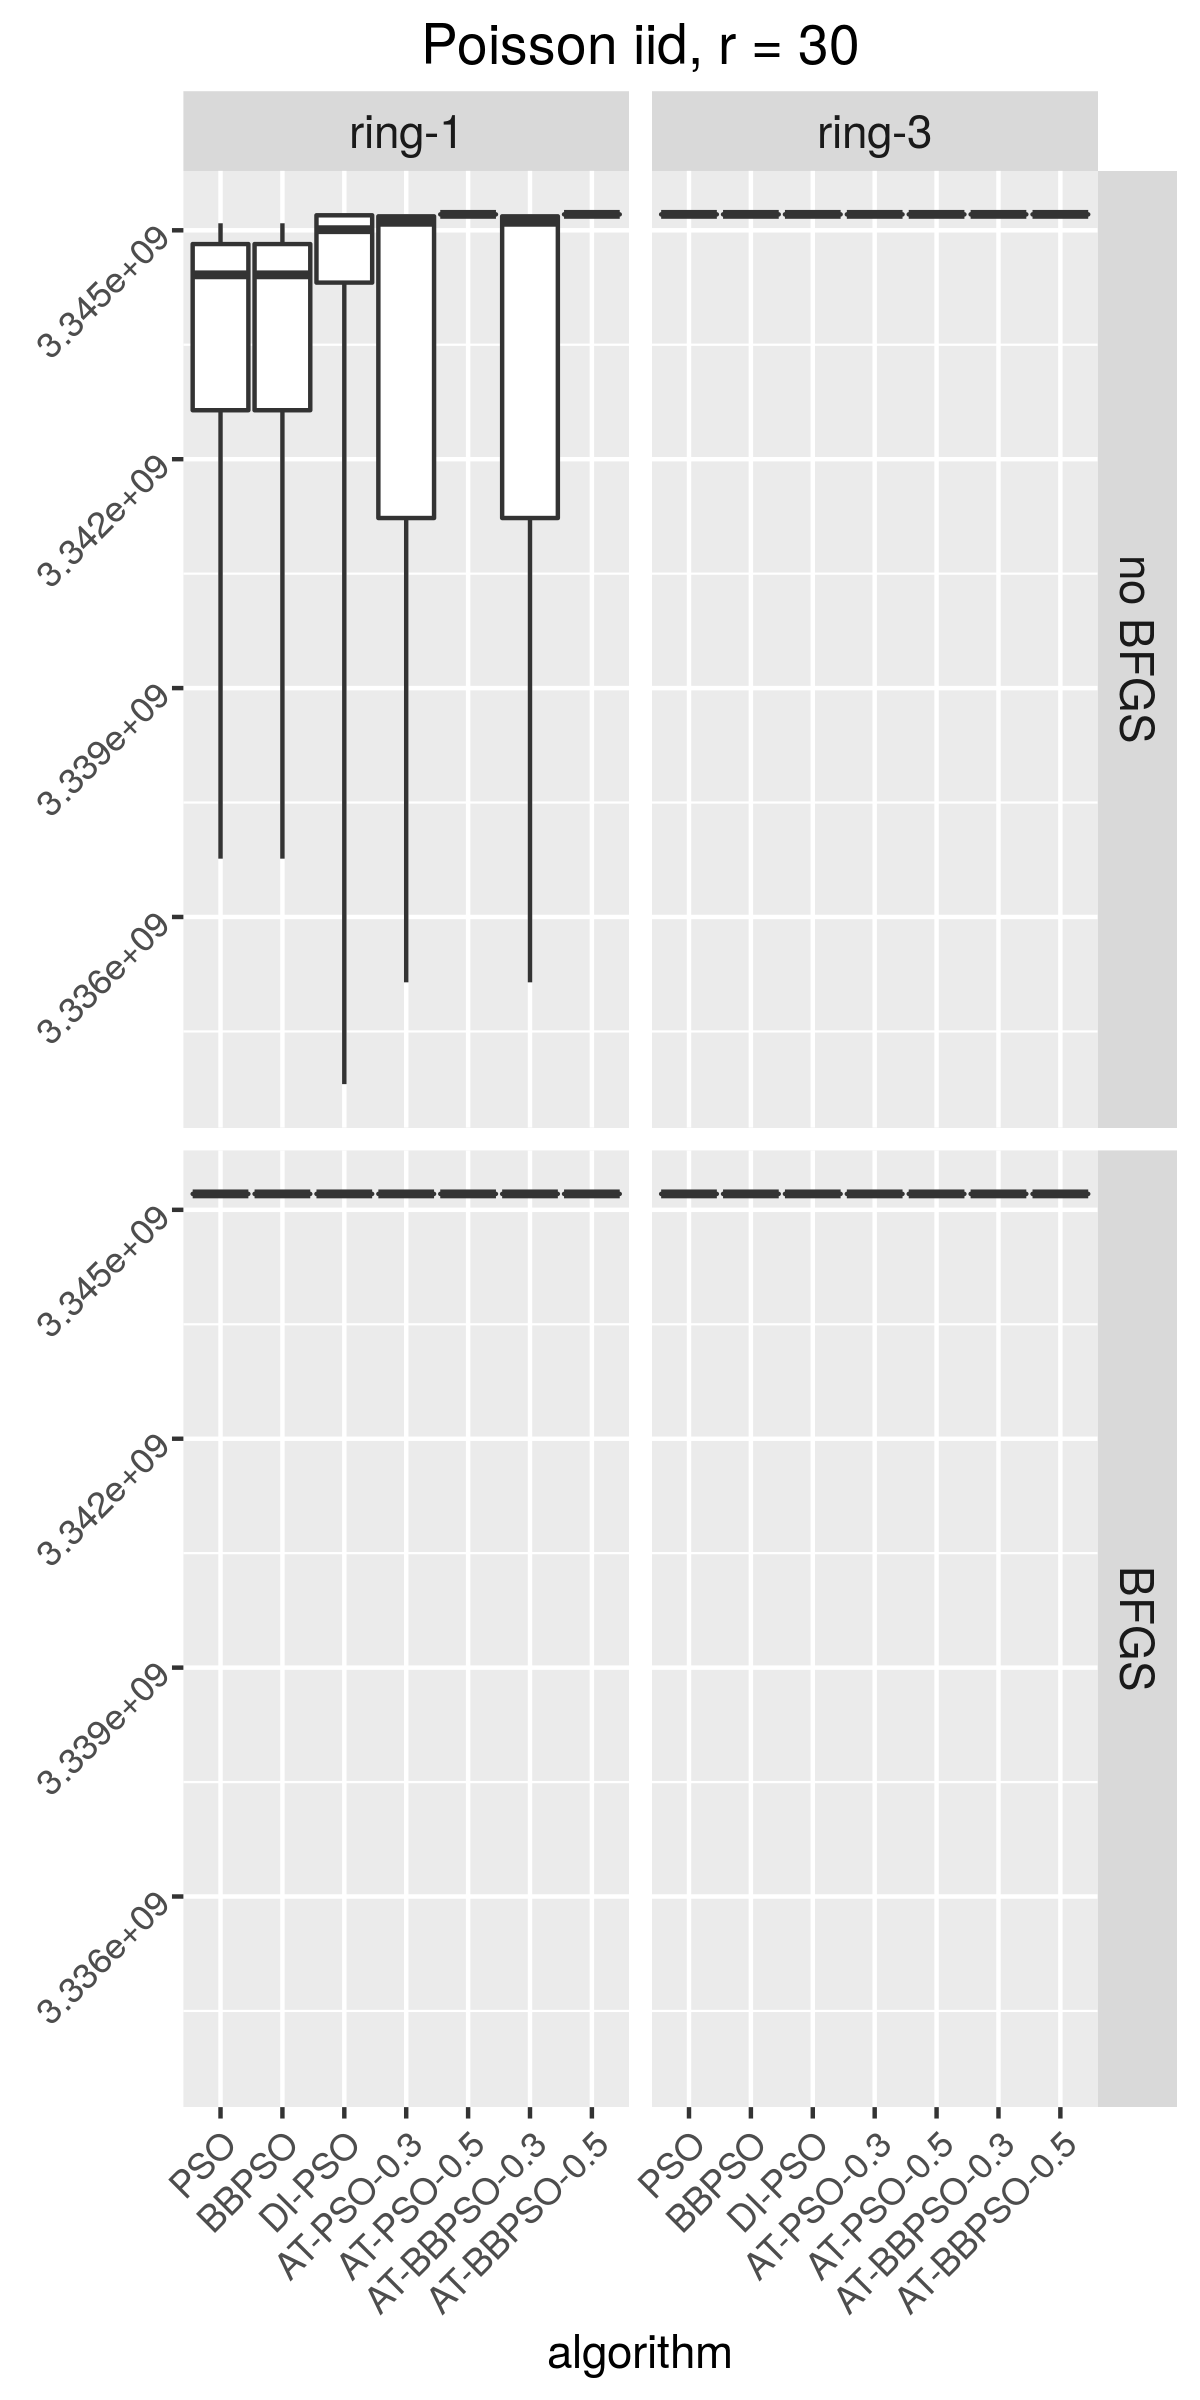 Poisson iid, r = 30
ring-1
ring-3
3.345e+09
3.342e+09
3.339e+09
3.336e+09
no BFGS
3.345e+09
3.342e+09
3.339e+09
3.336e+09
BFGS
PSO
BBPSO
DI-PSO
AT-PSO-0.3
AT-PSO-0.5
AT-BBPSO-0.3
AT-BBPSO-0.5
PSO
BBPSO
DI-PSO
AT-PSO-0.3
AT-PSO-0.5
AT-BBPSO-0.3
AT-BBPSO-0.5
algorithm